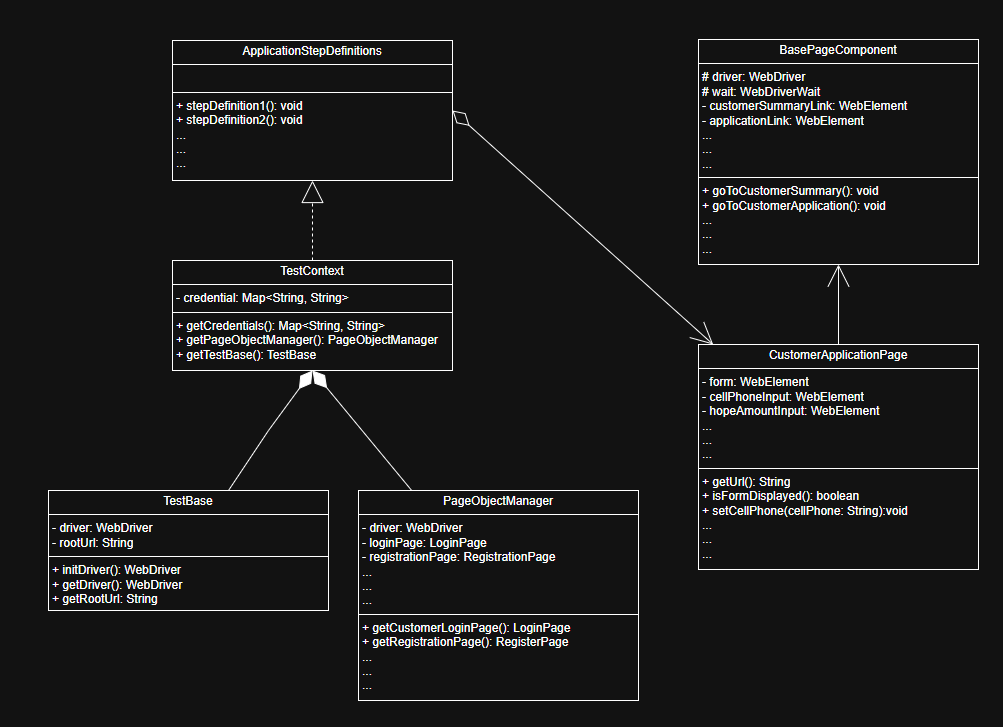 ApplicationStepDefinitions
+ stepDefinition1(): void
+ stepDefinition2(): void
...
...
...
BasePageComponent
# driver: WebDriver
# wait: WebDriverWait
- customerSummaryLink: WebElement
- applicationLink: WebElement
...
...
...
+ goToCustomerSummary(): void
+ goToCustomerApplication(): void
...
...
...
TestContext
- credential: Map<String, String>
+ getCredentials(): Map<String, String>
+ getPageObjectManager(): PageObjectManager
+ getTestBase(): TestBase
CustomerApplicationPage
- form: WebElement
- cellPhoneInput: WebElement
- hopeAmountInput: WebElement
...
...
...
+ getUrl(): String
+ isFormDisplayed(): boolean
+ setCellPhone(cellPhone: String):void
...
...
...
TestBase
- driver: WebDriver
- rootUrl: String
+ initDriver(): WebDriver
+ getDriver(): WebDriver
+ getRootUrl: String
PageObjectManager
- driver: WebDriver
- loginPage: LoginPage
- registrationPage: RegistrationPage
...
...
...
+ getCustomerLoginPage(): LoginPage
+ getRegistrationPage(): RegisterPage
...
...
...